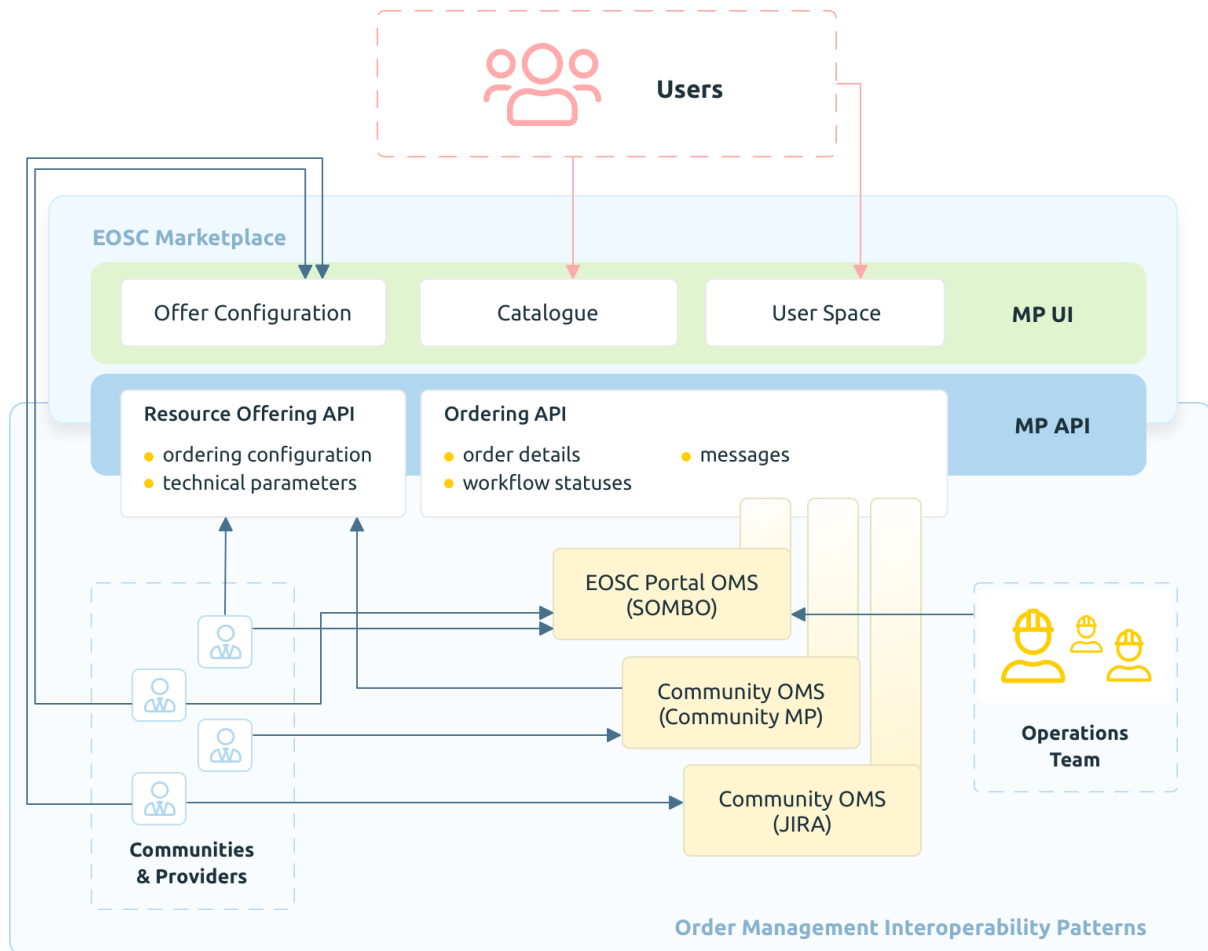 Users
EOSC Marketplace
Offer Configuration
Catalogue
User Space
MP UI
Resource Offering API
ordering configuration
technical parameters
Ordering API
order details
workflow statuses
messages
MP API
EOSC Portal OMS
(SOMBO)
Community OMS
(Community MP)
Community OMS
(JIRA)
Operations
Team
Communities
& Providers
Order Management Interoperability Patterns